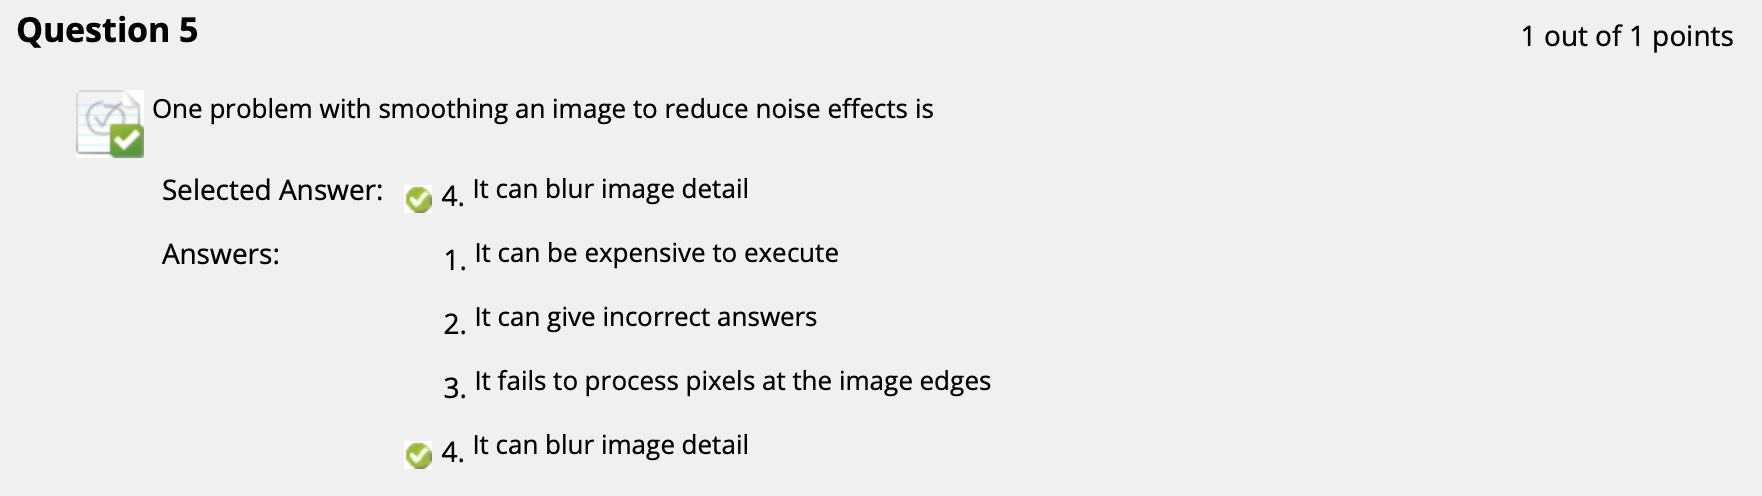 Question 5
1 out of 1 points
One problem with smoothing an image to reduce noise effects is
Selected Answer: 4. It can blur image detail
Answers: 1. It can be expensive to execute
2. It can give incorrect answers
3. It fails to process pixels at the image edges
4. It can blur image detail